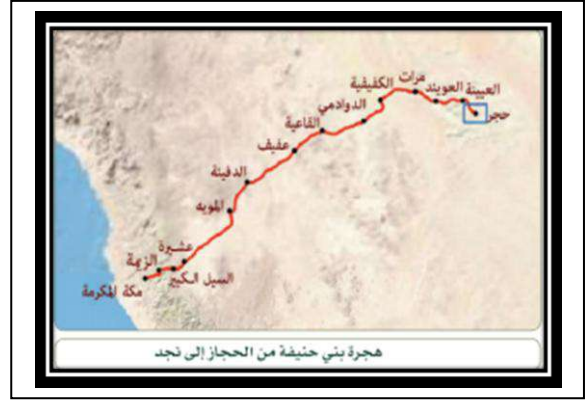 العيينة
العويند
مرات
الكفيفية
حجر
الدوادمي
القاعية
عفيف
الدفينة
المويه
عشيرة
الزيمة
السيل الكبير
مكة المكرمة
هجرة بني حنيفة من الحجاز إلى نجد